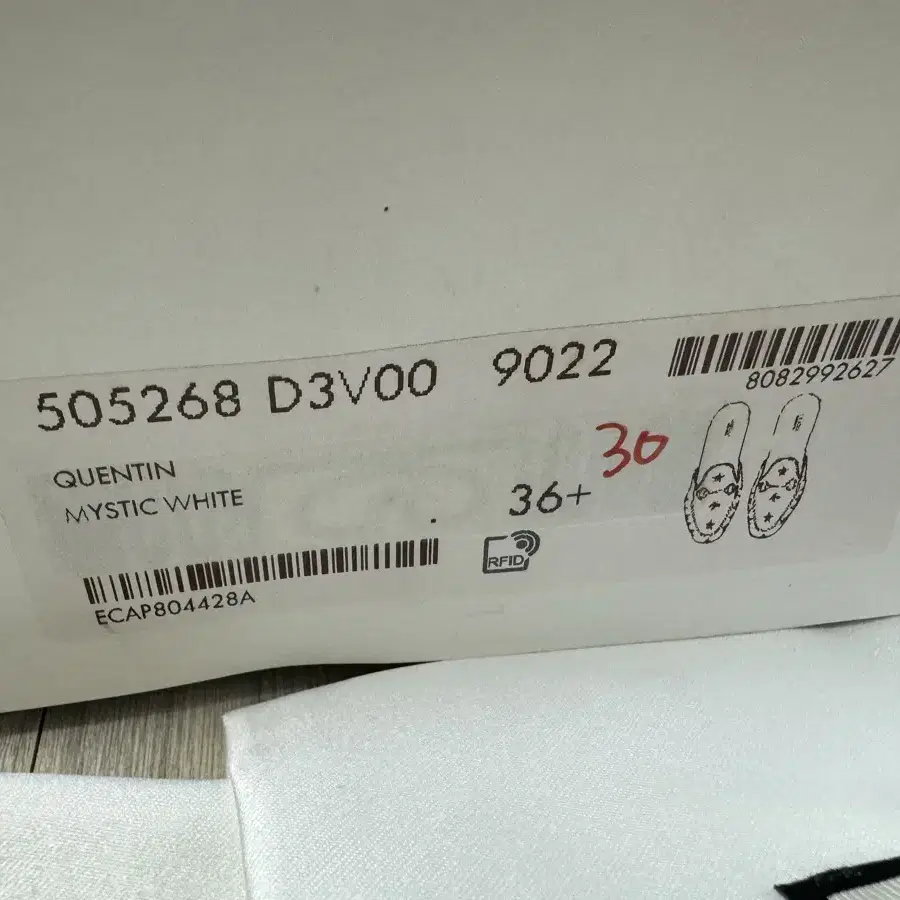 505268 D3V00 9022
8082992627
QUENTIN
MYSTIC WHITE
36+
30
RFID
ECAP804428A